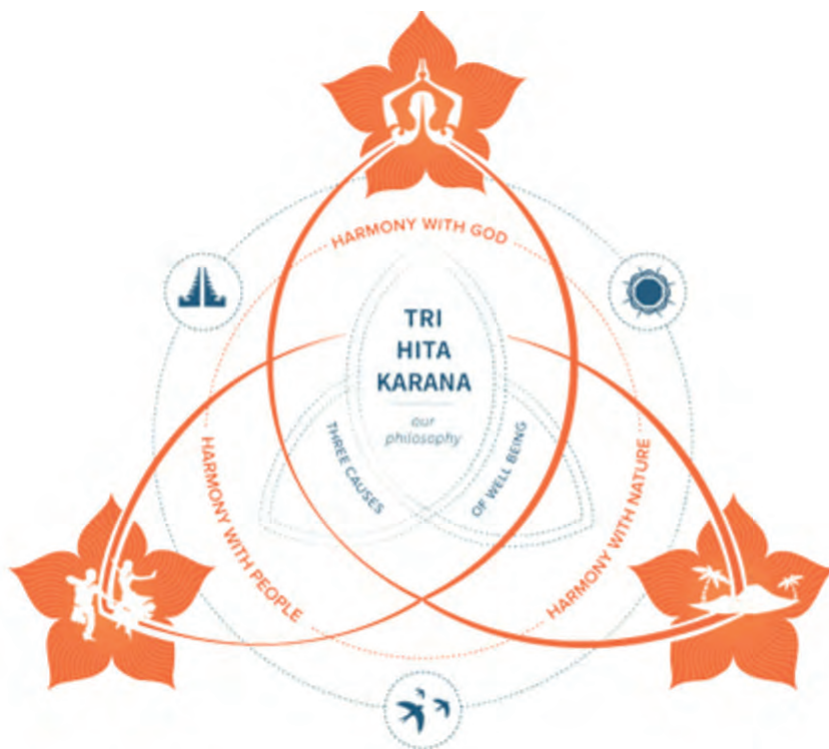 HARMONY WITH GOD
TRI
HITA
KARANA
our
philosophy
THREE CAUSES
OF WELL BEING
HARMONY WITH PEOPLE
HARMONY WITH NATURE